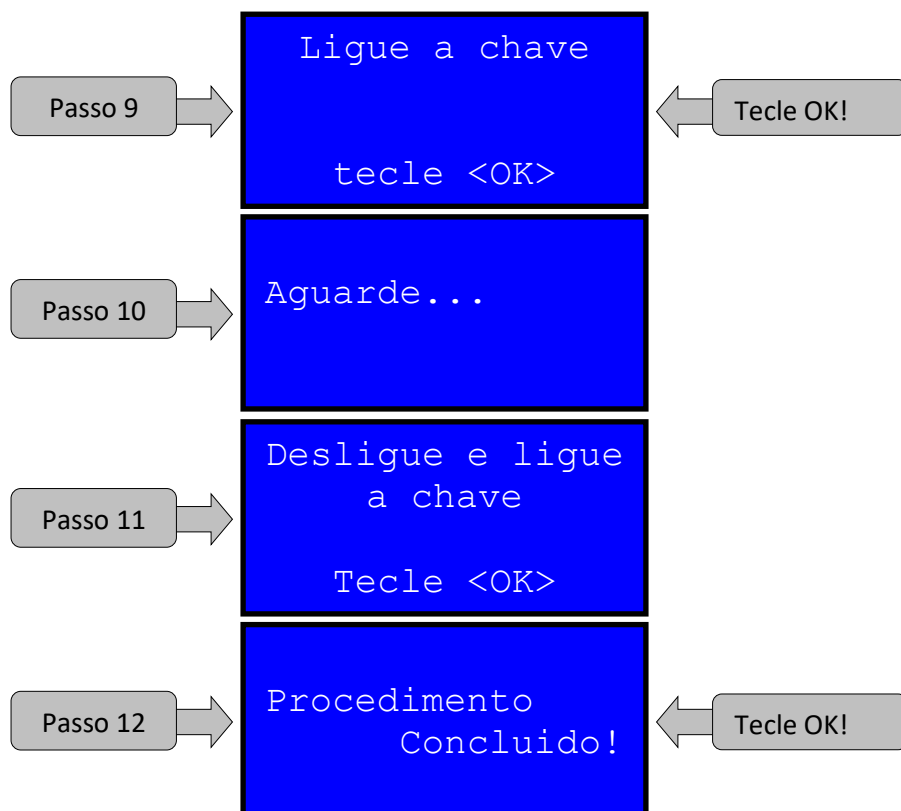 Ligue a chave
Passo 9
Tecle OK!
tecle <OK>
Passo 10
Aguarde...
Desligue e ligue
a chave
Passo 11
Tecle <OK>
Passo 12
Procedimento
Concluido!
Tecle OK!